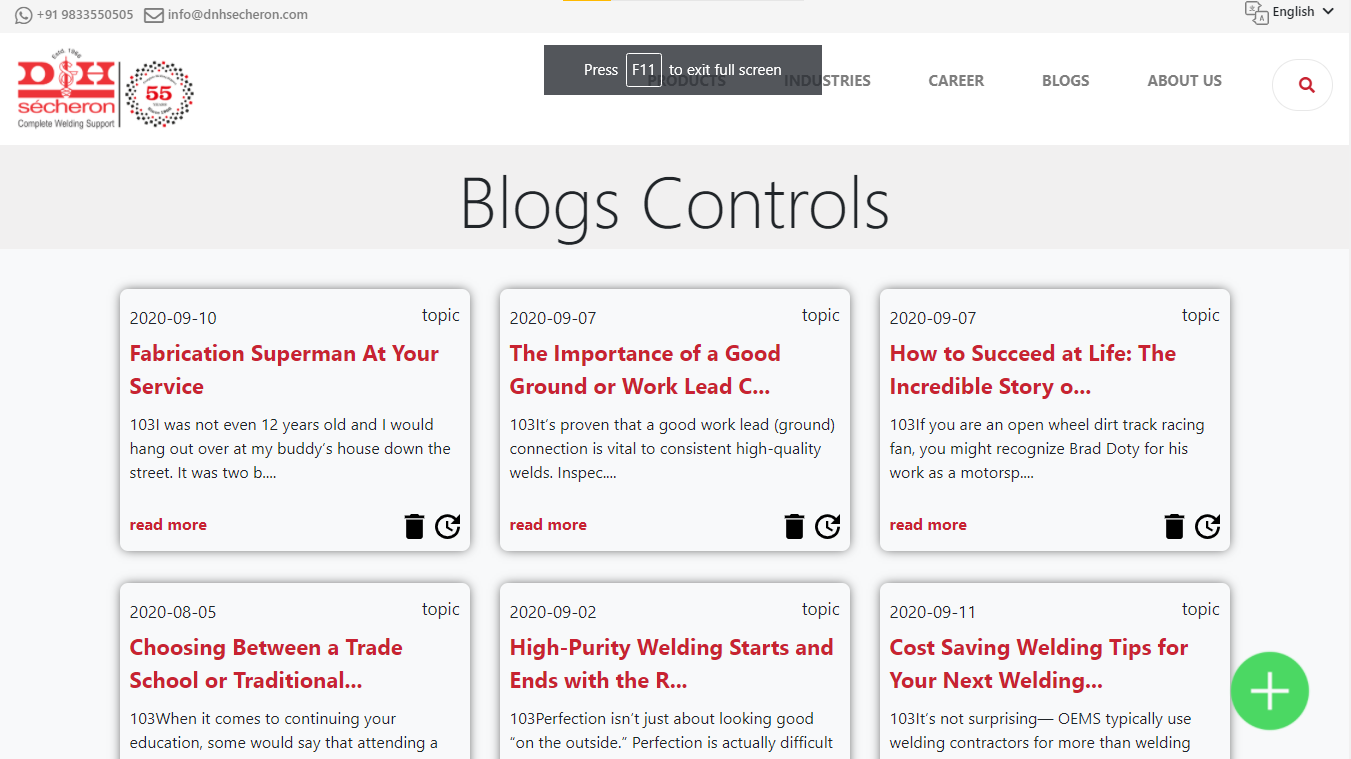 +91 9833550505 info@dnhsecheron.com
English
Press F11 to exit full screen
PRODUCTS INDUSTRIES CAREER BLOGS ABOUT US
Estd. 1966
D&H
sécheron
Complete Welding Support
55
YEARS
Blogs Controls
2020-09-10 topic
Fabrication Superman At Your
Service
103I was not even 12 years old and I would
hang out over at my buddy’s house down the
street. It was two b....
read more
2020-09-07 topic
The Importance of a Good
Ground or Work Lead C...
103It’s proven that a good work lead (ground)
connection is vital to consistent high-quality
welds. Inspec....
read more
2020-09-07 topic
How to Succeed at Life: The
Incredible Story o...
103If you are an open wheel dirt track racing
fan, you might recognize Brad Doty for his
work as a motorsp....
read more
2020-08-05 topic
Choosing Between a Trade
School or Traditional...
103When it comes to continuing your
education, some would say that attending a
2020-09-02 topic
High-Purity Welding Starts and
Ends with the R...
103Perfection isn’t just about looking good
“on the outside.” Perfection is actually difficult
2020-09-11 topic
Cost Saving Welding Tips for
Your Next Welding...
103It’s not surprising— OEMS typically use
welding contractors for more than welding